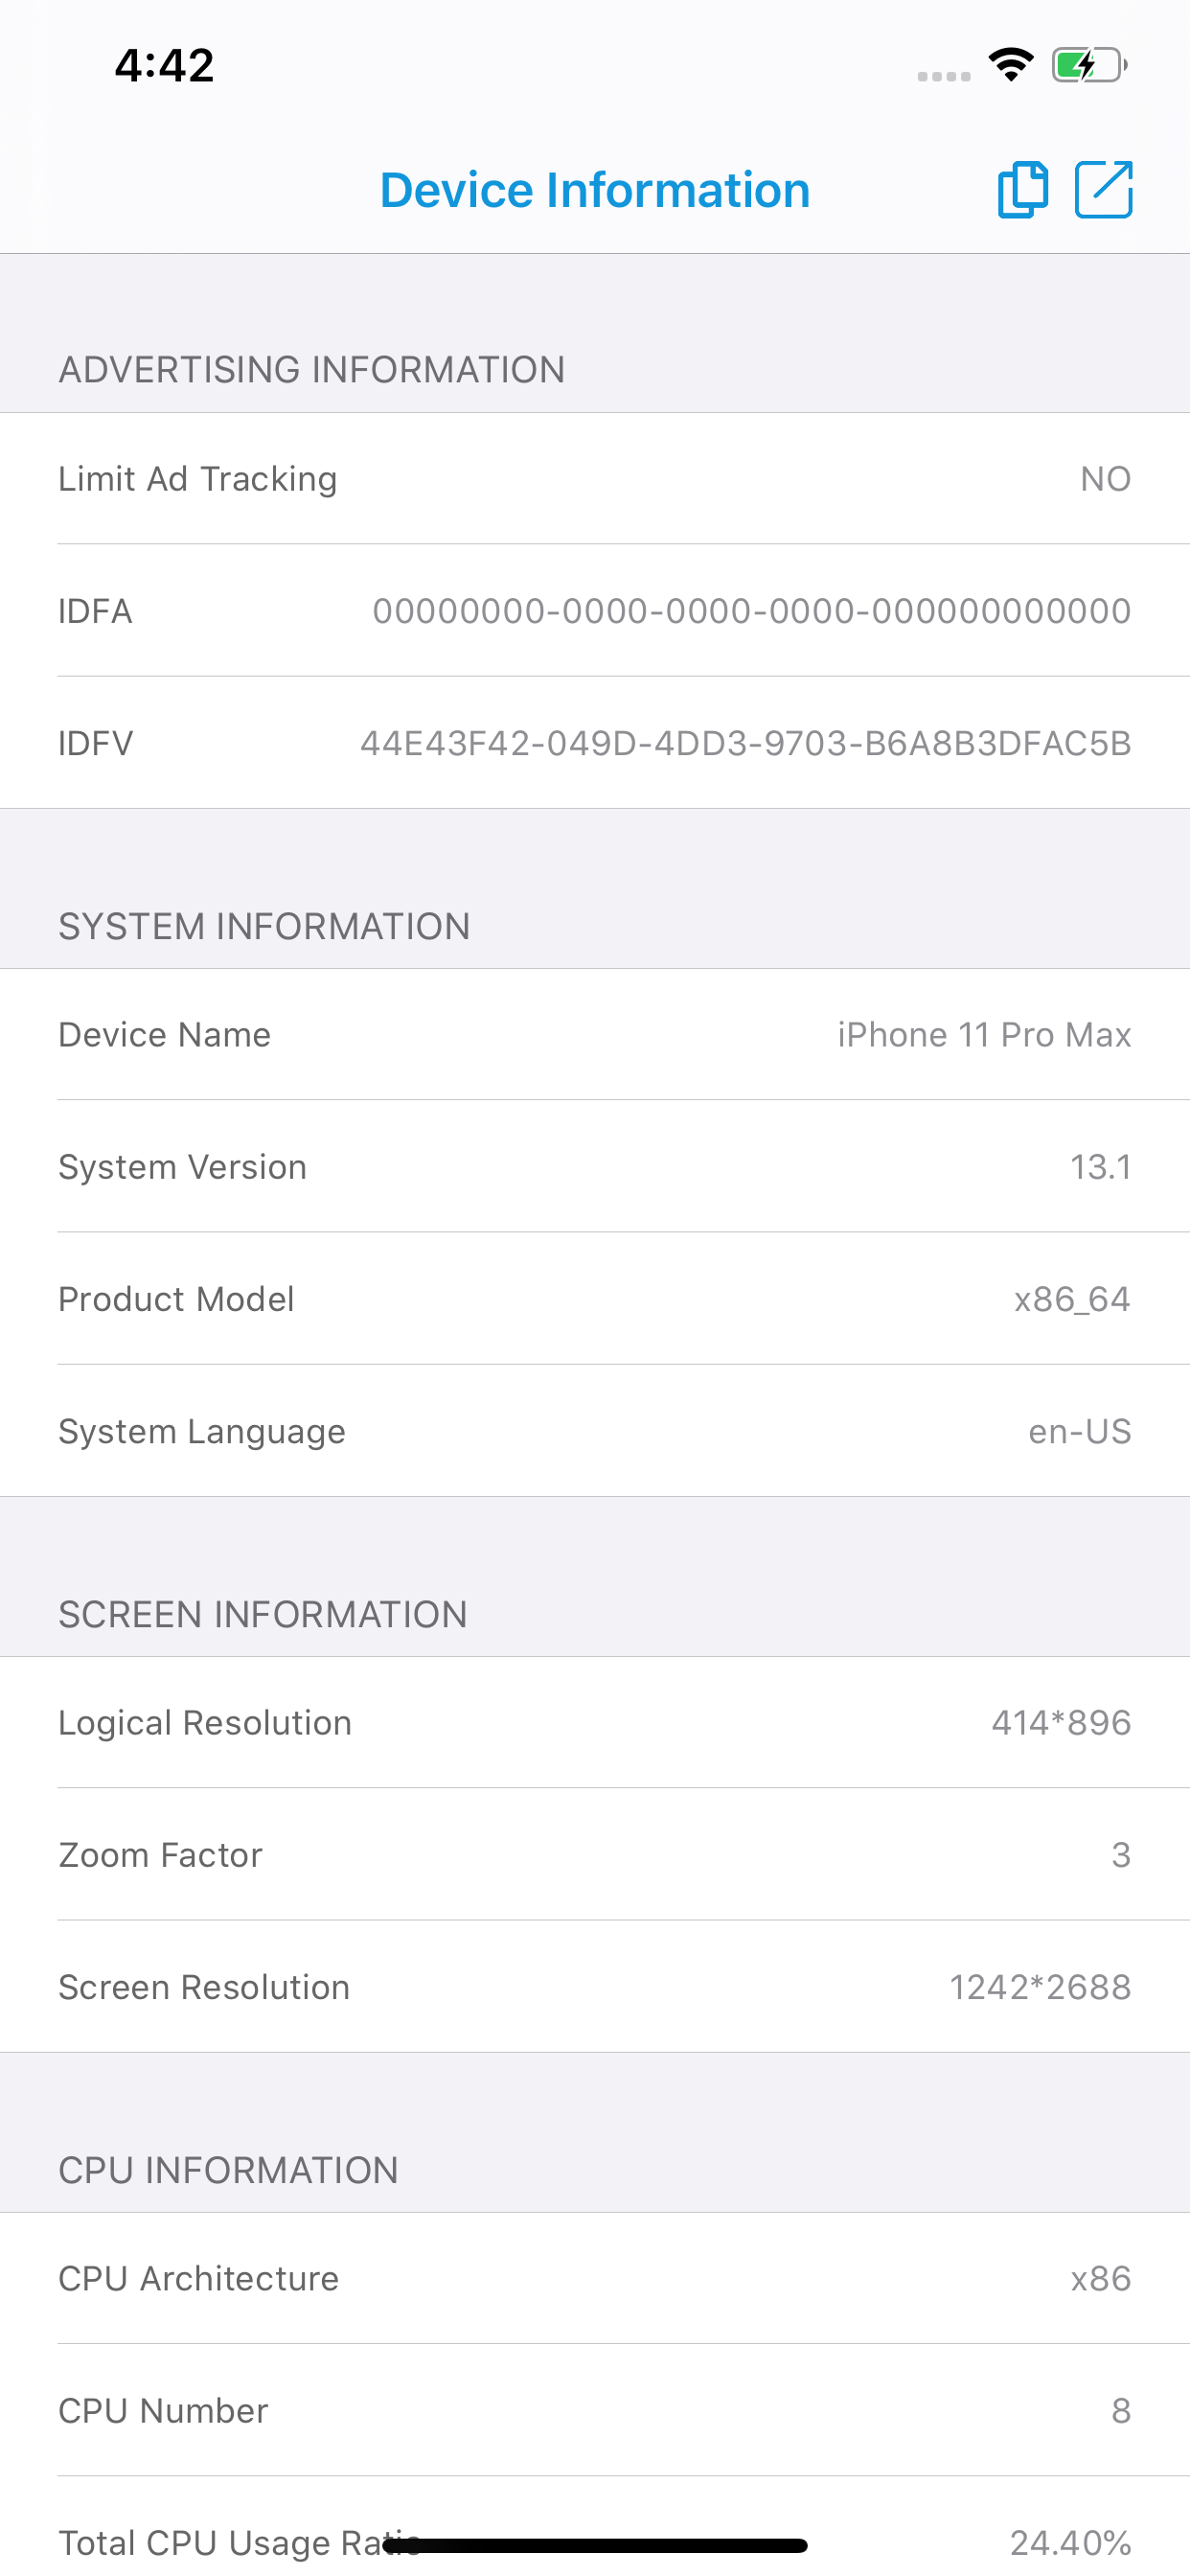 4:42
Device Information
ADVERTISING INFORMATION
Limit Ad Tracking NO
IDFA 00000000-0000-0000-0000-000000000000
IDFV 44E43F42-049D-4DD3-9703-B6A8B3DFAC5B
SYSTEM INFORMATION
Device Name iPhone 11 Pro Max
System Version 13.1
Product Model x86_64
System Language en-US
SCREEN INFORMATION
Logical Resolution 414*896
Zoom Factor 3
Screen Resolution 1242*2688
CPU INFORMATION
CPU Architecture x86
CPU Number 8
Total CPU Usage Ratio 24.40%